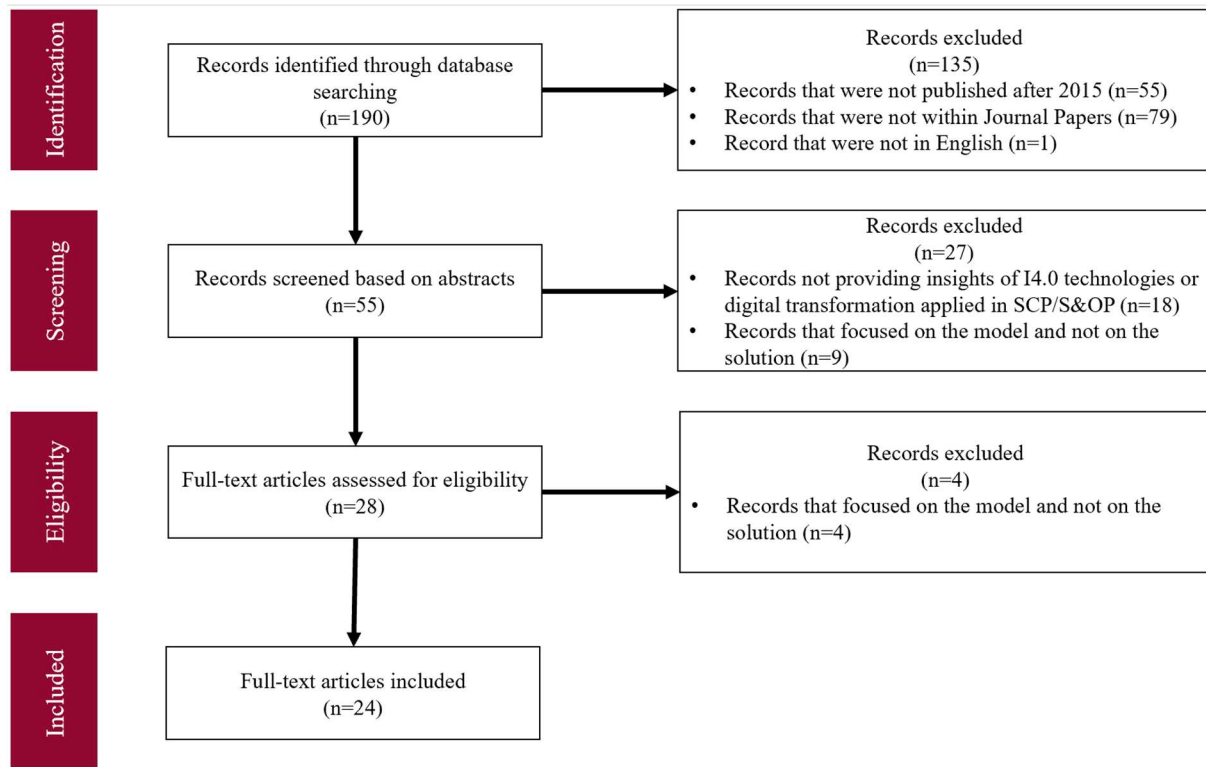 Identification
Records identified through database
searching
(n=190)
Records excluded
(n=135)
• Records that were not published after 2015 (n=55)
• Records that were not within Journal Papers (n=79)
• Record that were not in English (n=1)
Screening
Records screened based on abstracts
(n=55)
Records excluded
(n=27)
• Records not providing insights of I4.0 technologies or
digital transformation applied in SCP/S&OP (n=18)
• Records that focused on the model and not on the
solution (n=9)
Eligibility
Full-text articles assessed for eligibility
(n=28)
Records excluded
(n=4)
• Records that focused on the model and not on the
solution (n=4)
Included
Full-text articles included
(n=24)